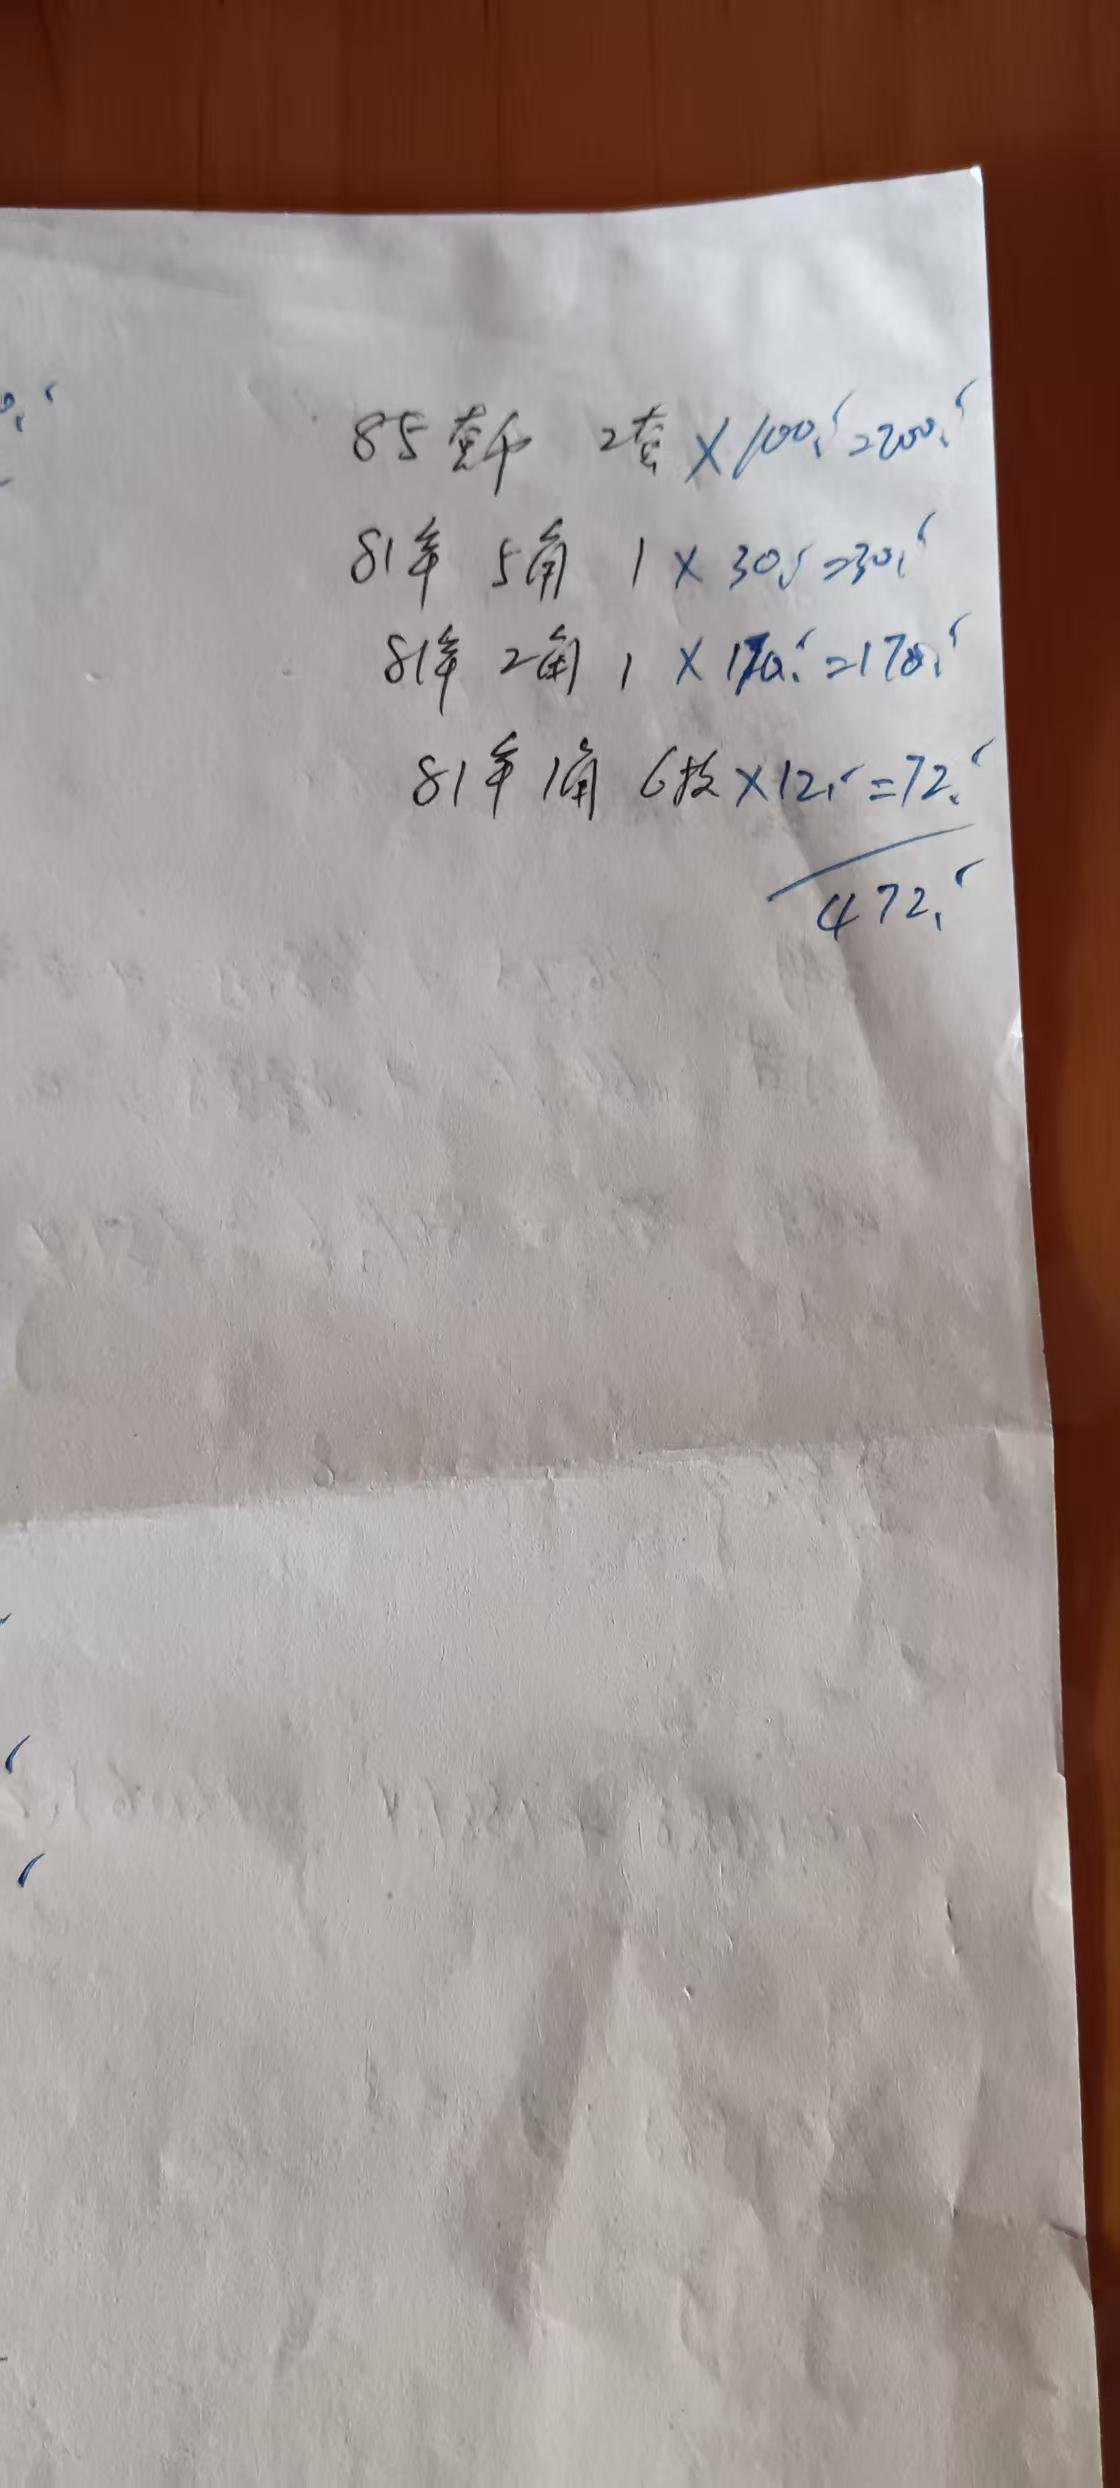 85套币 2套×100.=200.
81年 5角 1×30.=30.
81年 2角 1×170.=170.
81年 1角 6枚×12.=72.
472.